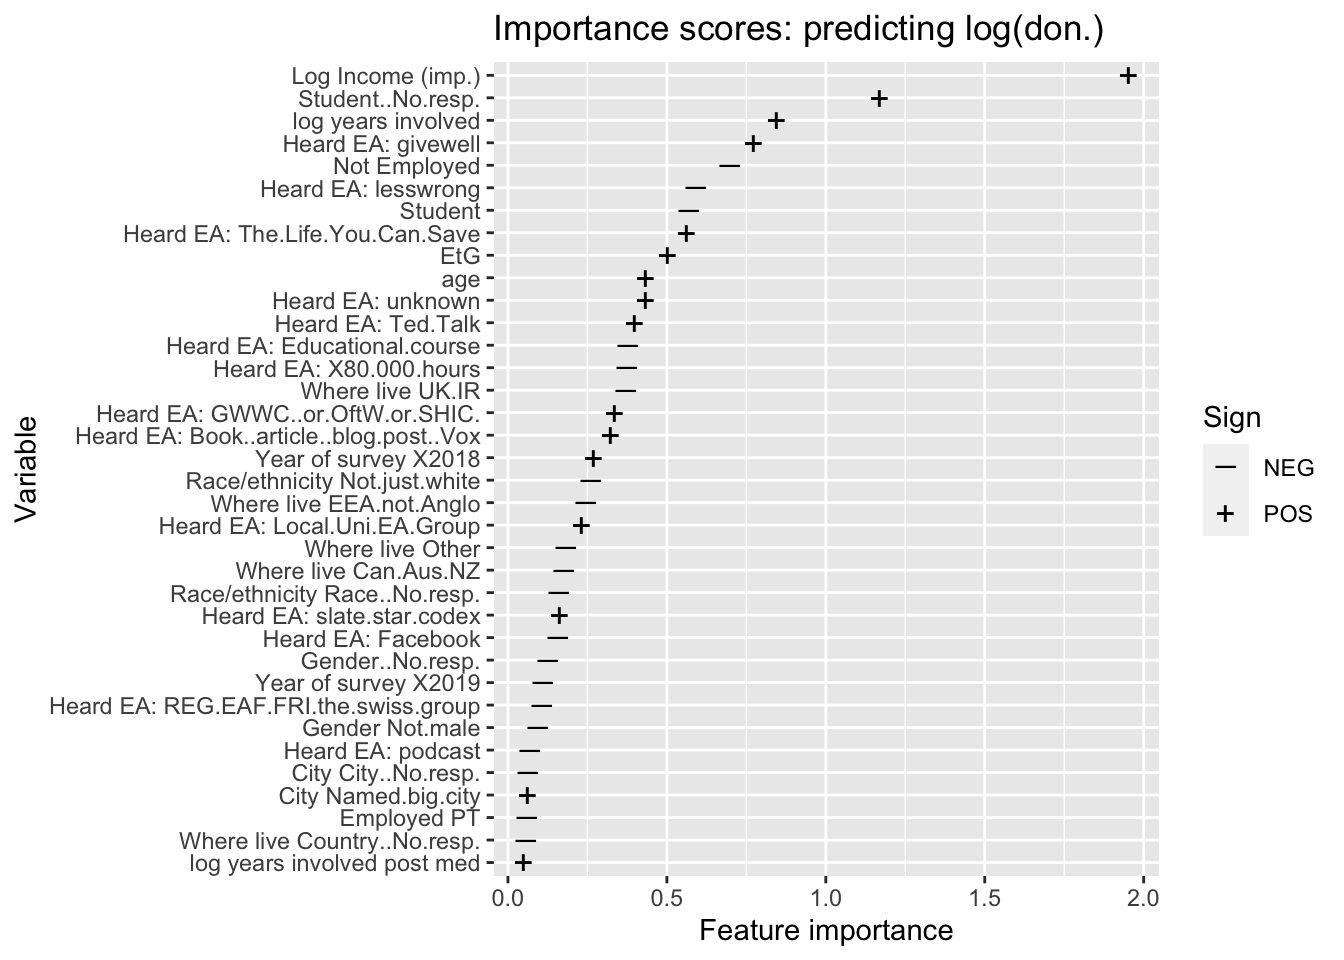 Importance scores: predicting log(don.)
Variable
Log Income (imp.)
Student..No.resp.
log years involved
Heard EA: givewell
Not Employed
Heard EA: lesswrong
Student
Heard EA: The.Life.You.Can.Save
EtG
age
Heard EA: unknown
Heard EA: Ted.Talk
Heard EA: Educational.course
Heard EA: X80.000.hours
Where live UK.IR
Heard EA: GWWC..or.OftW.or.SHIC.
Heard EA: Book..article..blog.post..Vox
Year of survey X2018
Race/ethnicity Not.just.white
Where live EEA.not.Anglo
Heard EA: Local.Uni.EA.Group
Where live Other
Where live Can.Aus.NZ
Race/ethnicity Race..No.resp.
Heard EA: slate.star.codex
Heard EA: Facebook
Gender..No.resp.
Year of survey X2019
Heard EA: REG.EAF.FRI.the.swiss.group
Gender Not.male
Heard EA: podcast
City City..No.resp.
City Named.big.city
Employed PT
Where live Country..No.resp.
log years involved post med
0.0 0.5 1.0 1.5 2.0
Feature importance
Sign
NEG
POS